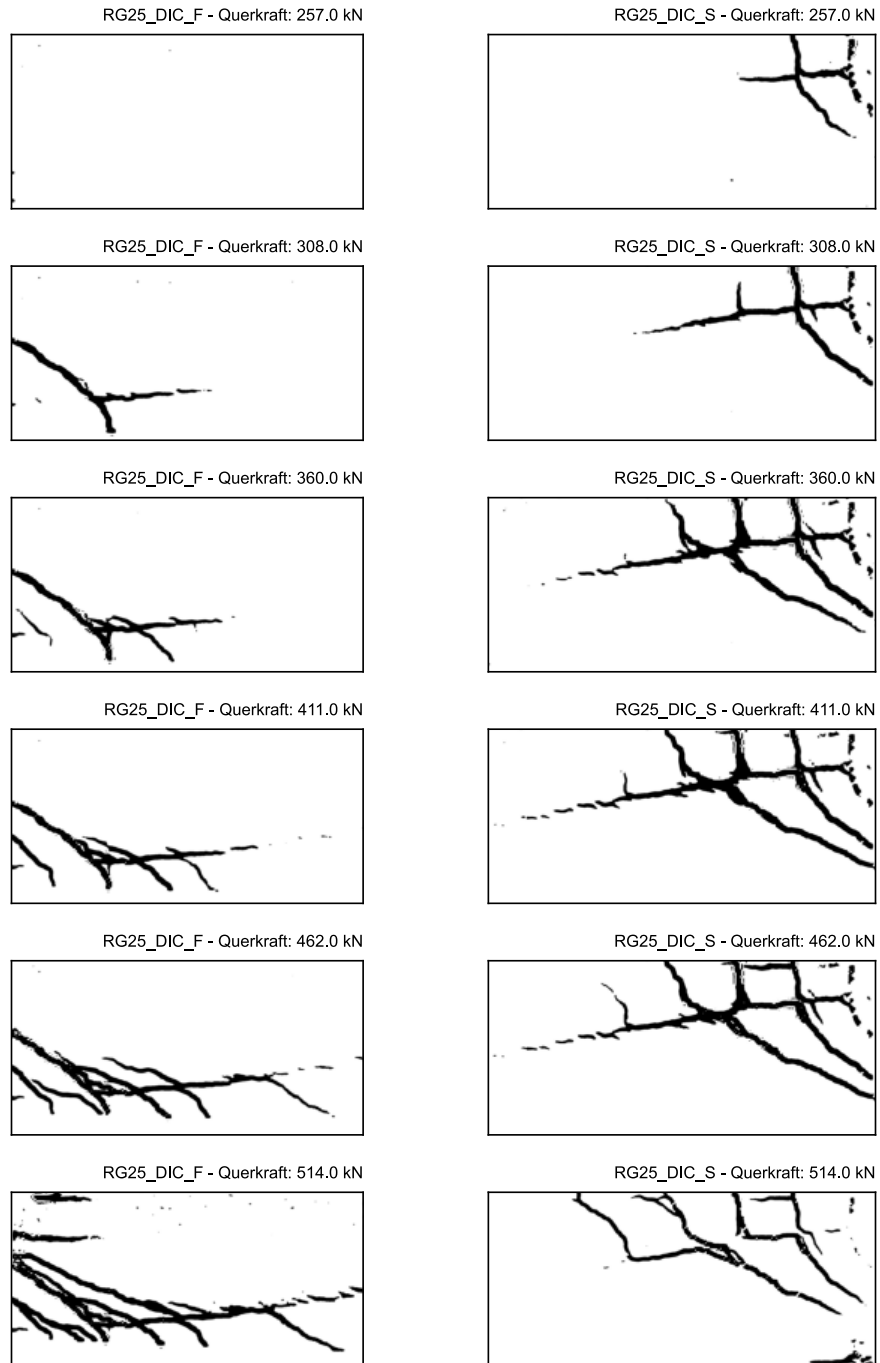 RG25_DIC_F - Querkraft: 257.0 kN
RG25_DIC_S - Querkraft: 257.0 kN
RG25_DIC_F - Querkraft: 308.0 kN
RG25_DIC_S - Querkraft: 308.0 kN
RG25_DIC_F - Querkraft: 360.0 kN
RG25_DIC_S - Querkraft: 360.0 kN
RG25_DIC_F - Querkraft: 411.0 kN
RG25_DIC_S - Querkraft: 411.0 kN
RG25_DIC_F - Querkraft: 462.0 kN
RG25_DIC_S - Querkraft: 462.0 kN
RG25_DIC_F - Querkraft: 514.0 kN
RG25_DIC_S - Querkraft: 514.0 kN